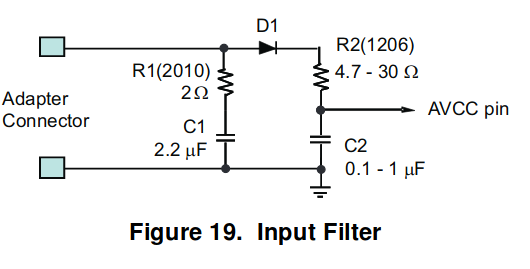 D1
R2(1206)
4.7 - 30 Ω
R1(2010)
2Ω
Adapter
Connector
AVCC pin
C1
2.2 μF
C2
0.1 - 1 μF
Figure 19. Input Filter